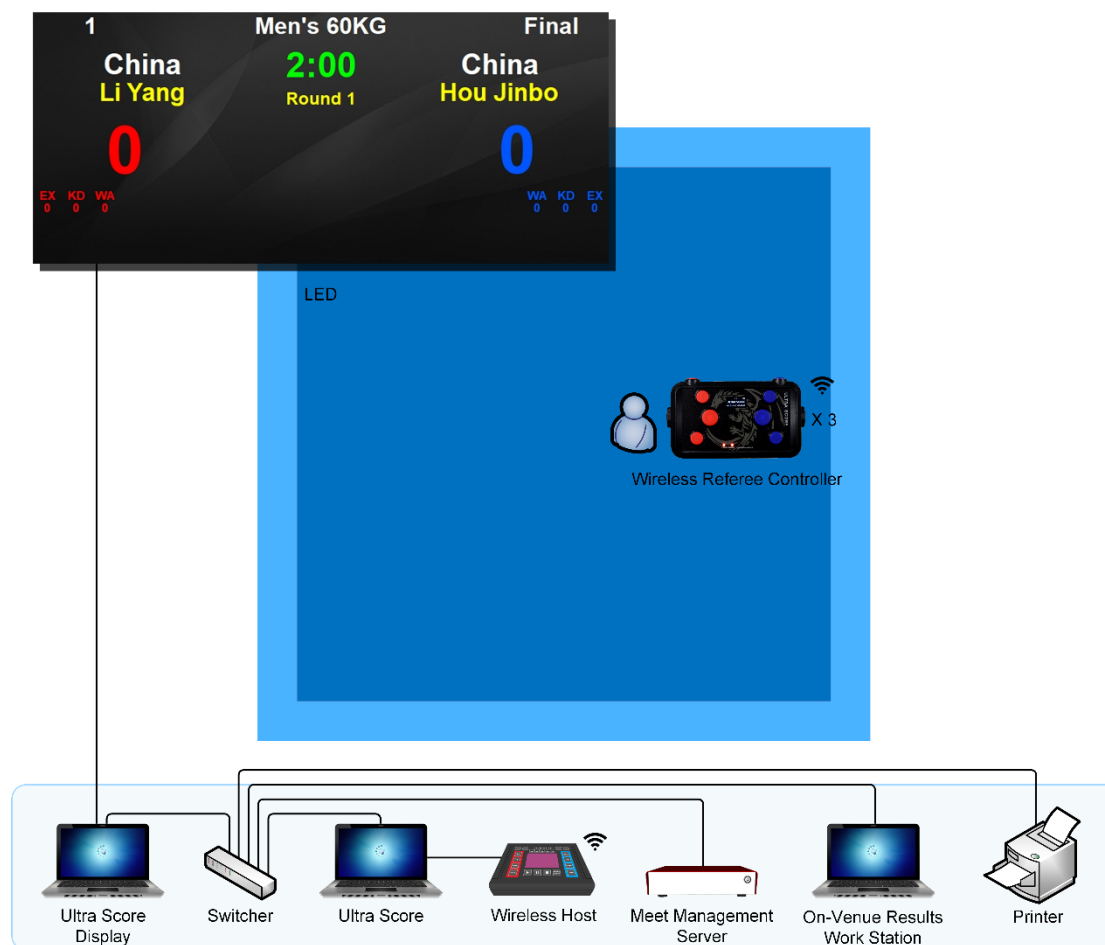 1 Men's 60KG Final
China 2:00 China
Li Yang Round 1 Hou Jinbo
0 0
EX KD WA WA KD EX
0 0 0 0 0 0
LED
ULTRA SCORE
X 3
Wireless Referee Controller
Ultra Score
Display
Switcher
Ultra Score
Wireless Host
Meet Management
Server
On-Venue Results
Work Station
Printer